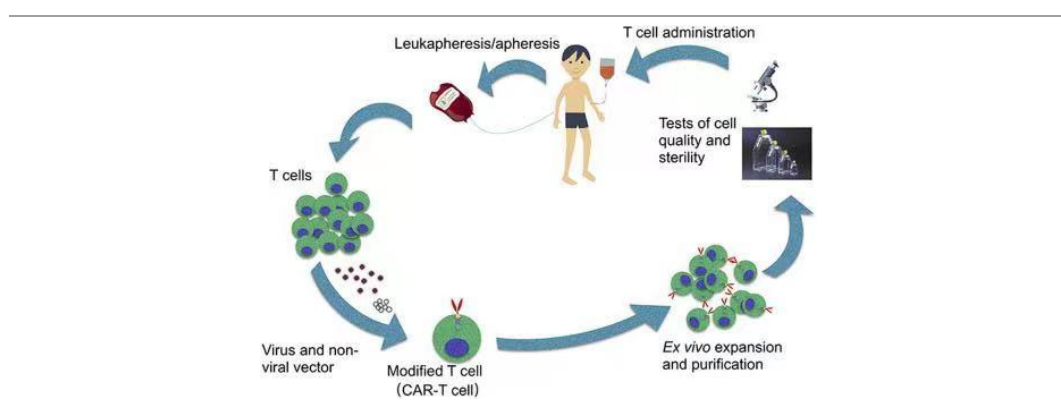 Leukapheresis/apheresis
T cell administration
Tests of cell
quality and
sterility
T cells
Virus and non-
viral vector
Modified T cell
(CAR-T cell)
Ex vivo expansion
and purification